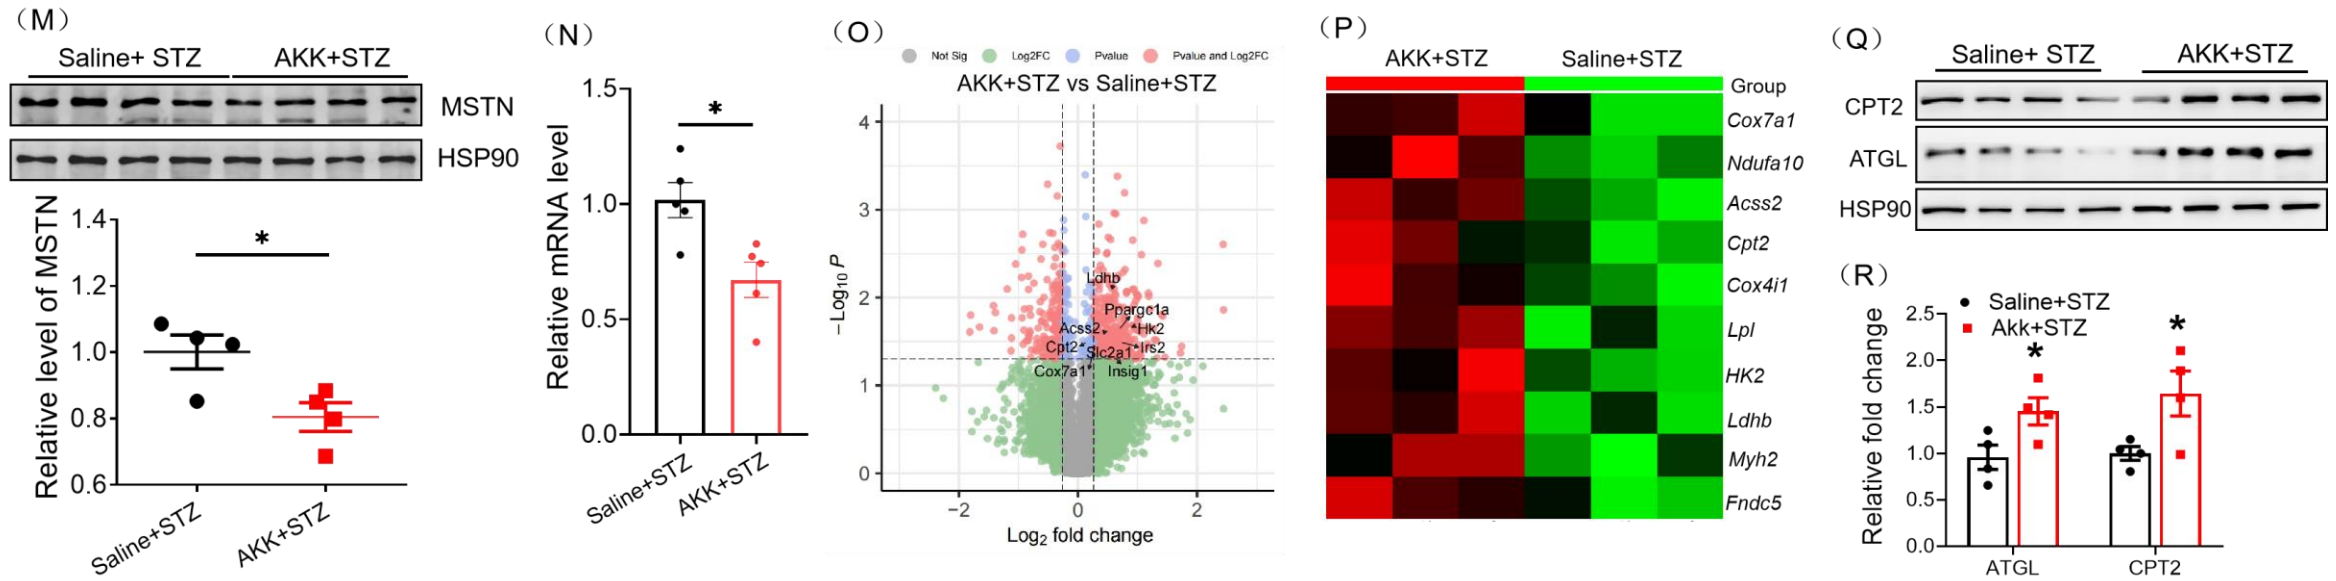 (M)
Saline+ STZ
AKK+STZ
MSTN
HSP90
Relative level of MSTN
1.4
1.2
1.0
0.8
0.6
*
Saline+STZ
AKK+STZ
(N)
Relative mRNA level
1.5
1.0
0.5
0.0
*
Saline+STZ
AKK+STZ
(O)
Not Sig
Log2FC
Pvalue
Pvalue and Log2FC
AKK+STZ vs Saline+STZ
−Log10 P
4
3
2
1
0
Ldhb
Ppargc1a
Acss2
Hk2
Cpt2
Slc2a1
Irs2
Cox7a1
Insig1
−2
0
2
Log2 fold change
(P)
AKK+STZ
Saline+STZ
Group
Cox7a1
Ndufa10
Acss2
Cpt2
Cox4i1
Lpl
HK2
Ldhb
Myh2
Fndc5
(Q)
Saline+ STZ
AKK+STZ
CPT2
ATGL
HSP90
(R)
Saline+STZ
Akk+STZ
Relative fold change
2.5
2.0
1.5
1.0
0.5
0.0
*
*
ATGL
CPT2